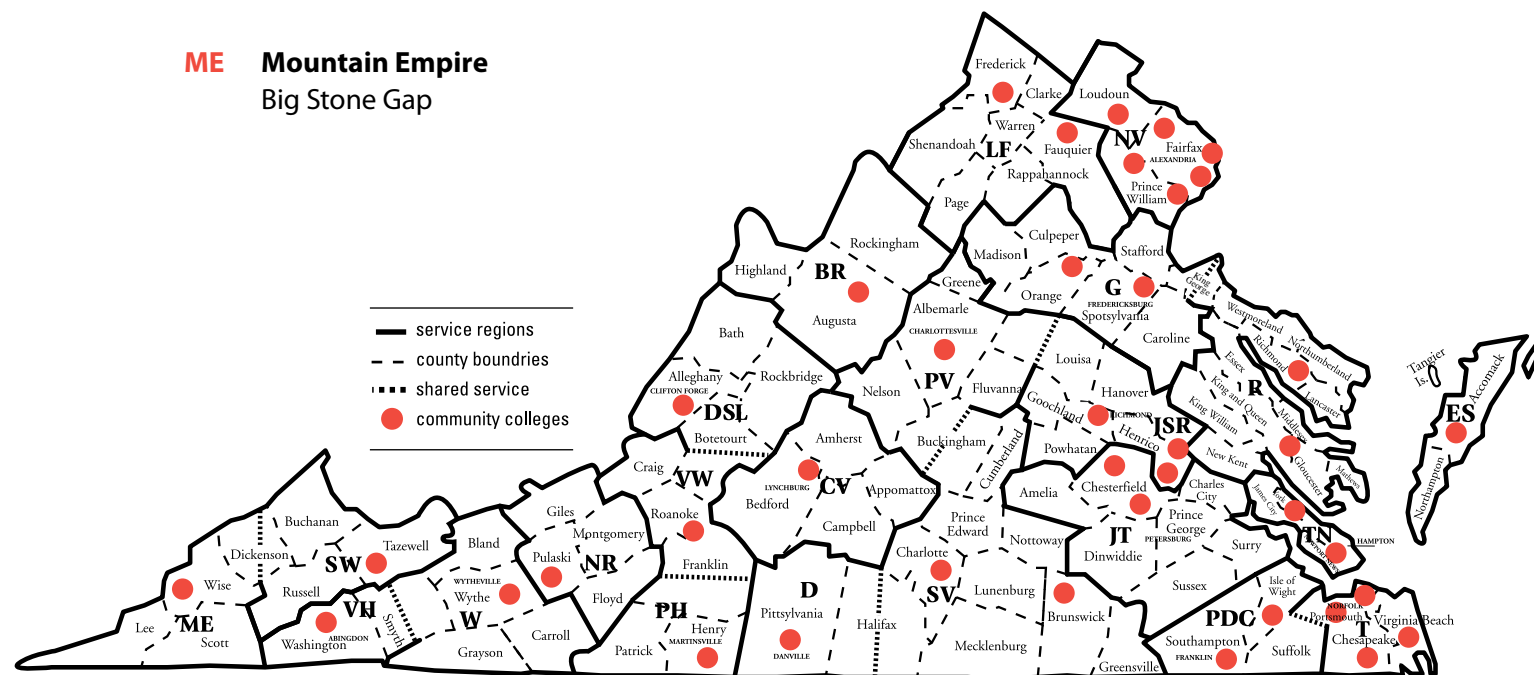 ME Mountain Empire
Big Stone Gap
service regions
county boundries
shared service
community colleges
Frederick
Clarke
Loudoun
Warren
Shenandoah
LF
Fauquier
NV
Fairfax
ALEXANDRIA
Rappahannock
Prince
William
Page
Culpeper
Stafford
Rockingham
Madison
Highland
BR
Greene
King
George
G
Orange
FREDERICKSBURG
Spotsylvania
Albemarle
Augusta
CHARLOTTESVILLE
Westmoreland
Caroline
Richmond
Northumberland
Bath
Louisa
Essex
Tangier
Is.
Accomack
Alleghany
Rockbridge
CLIFTON FORGE
PV
Nelson
Fluvanna
Hanover
Goochland
RICHMOND
King and Queen
R
Lancaster
King William
Middlesex
ES
DSL
Botetourt
Amherst
Buckingham
Cumberland
Powhatan
Henrico
JSR
New Kent
Gloucester
Mathews
Northampton
Craig
VW
LYNCHBURG
CV
Bedford
Appomattox
Campbell
Amelia
Chesterfield
Charles
City
James City
York
Buchanan
Giles
Roanoke
Prince
Edward
Prince
George
PETERSBURG
JT
TN
HAMPTON
NEWPORT NEWS
Dickenson
SW
Tazewell
Bland
Montgomery
Pulaski
NR
Franklin
Charlotte
Nottoway
Dinwiddie
Surry
Wise
Russell
WYTHEVILLE
Wythe
Floyd
D
Pittsylvania
SV
Lunenburg
Sussex
Isle of
Wight
Lee
ME
Scott
VH
ABINGDON
Washington
Smyth
W
Carroll
PH
Henry
MARTINSVILLE
Patrick
Halifax
Brunswick
PDC
NORFOLK
Portsmouth
T
Virginia Beach
Chesapeake
Grayson
DANVILLE
Mecklenburg
Greensville
Southampton
FRANKLIN
Suffolk